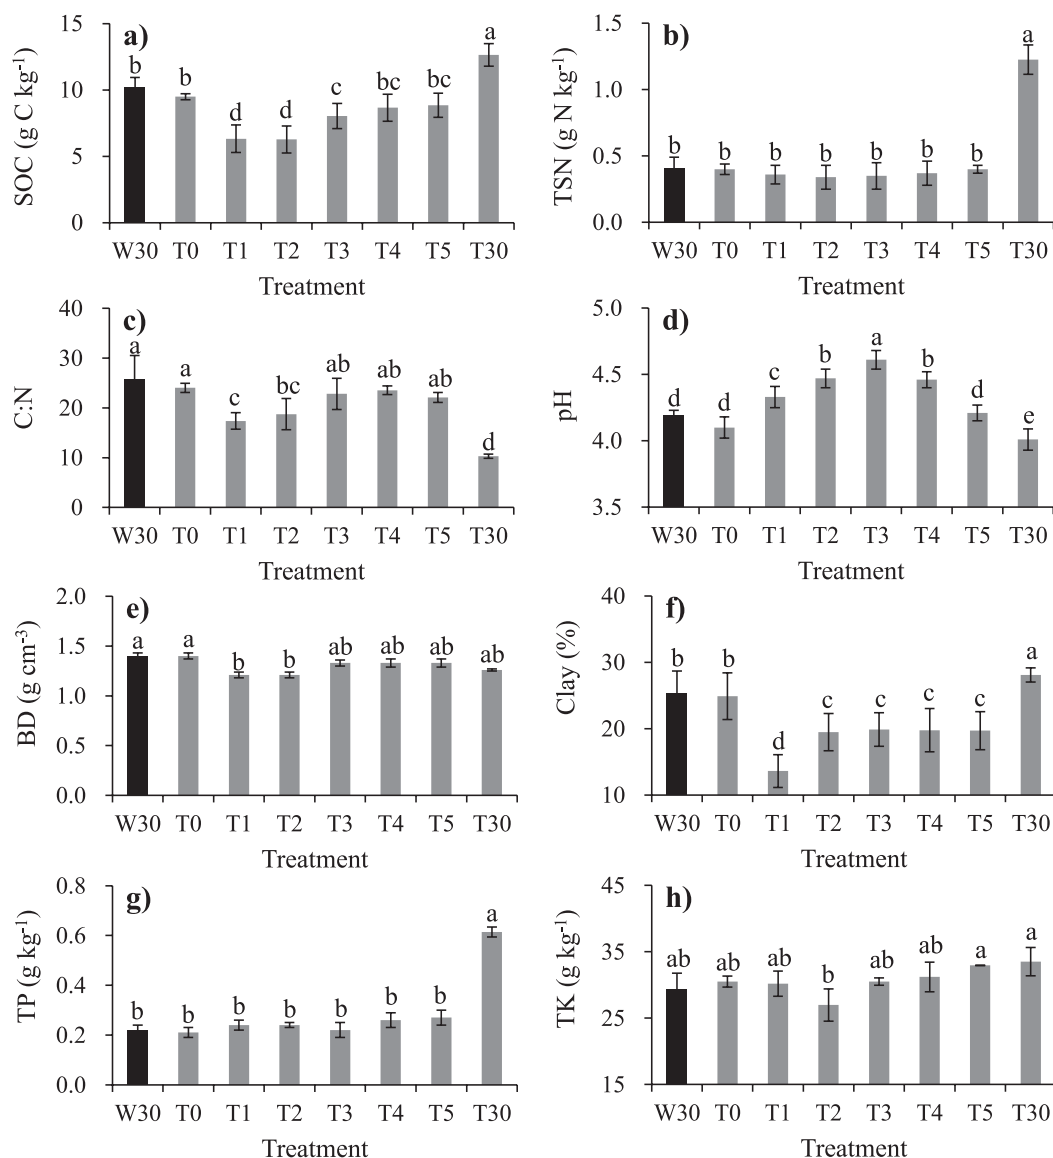 a)
SOC (g C kg⁻¹)
15
10
5
0
b b d d c bc bc a
W30 T0 T1 T2 T3 T4 T5 T30
Treatment
b)
TSN (g N kg⁻¹)
1.5
1.0
0.5
0.0
b b b b b b b a
W30 T0 T1 T2 T3 T4 T5 T30
Treatment
c)
C:N
40
30
20
10
0
a a c bc ab ab ab d
W30 T0 T1 T2 T3 T4 T5 T30
Treatment
d)
pH
5.0
4.5
4.0
3.5
d d c b a b d e
W30 T0 T1 T2 T3 T4 T5 T30
Treatment
e)
BD (g cm⁻³)
2.0
1.5
1.0
0.5
0.0
a a b b ab ab ab ab
W30 T0 T1 T2 T3 T4 T5 T30
Treatment
f)
Clay (%)
40
30
20
10
b b d c c c c a
W30 T0 T1 T2 T3 T4 T5 T30
Treatment
g)
TP (g kg⁻¹)
0.8
0.6
0.4
0.2
0.0
b b b b b b b a
W30 T0 T1 T2 T3 T4 T5 T30
Treatment
h)
TK (g kg⁻¹)
45
35
25
15
ab ab ab b ab ab a a
W30 T0 T1 T2 T3 T4 T5 T30
Treatment